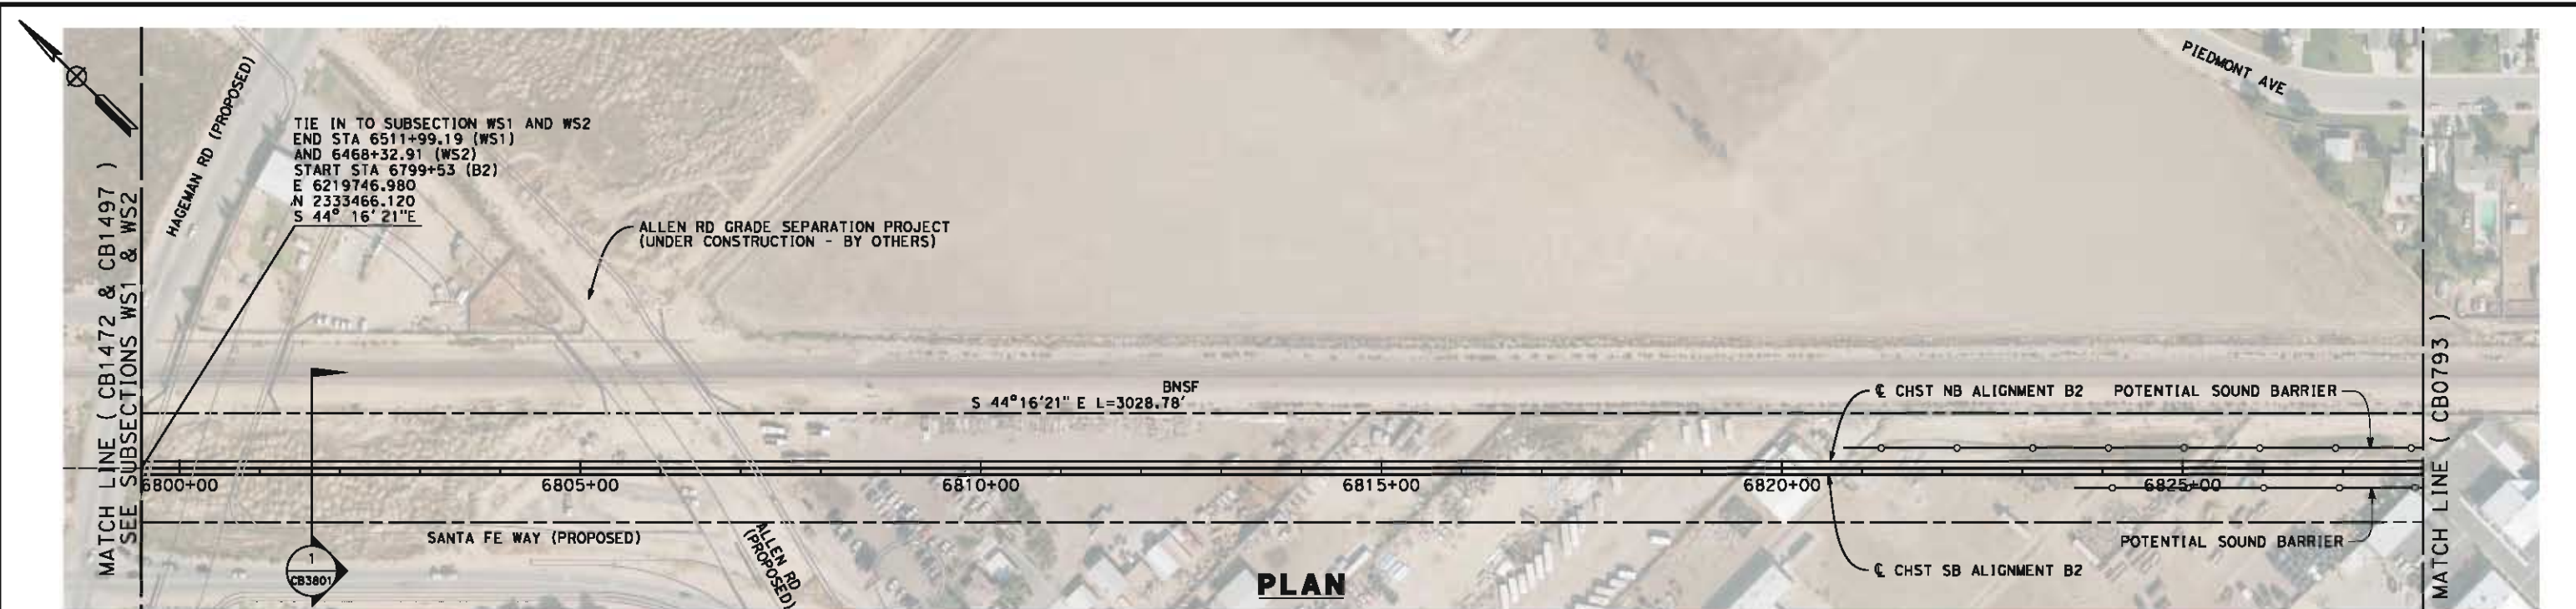 HAGEMAN RD (PROPOSED)
PIEDMONT AVE
TIE IN TO SUBSECTION WS1 AND WS2
END STA 6511+99.19 (WS1)
AND 6468+32.91 (WS2)
START STA 6799+53 (B2)
E 6219746.980
N 2333466.120
S 44° 16' 21"E
MATCH LINE ( CB1472 & CB1497 )
SEE SUBSECTIONS WS1 & WS2
ALLEN RD GRADE SEPARATION PROJECT
(UNDER CONSTRUCTION - BY OTHERS)
BNSF
S 44°16'21" E L=3028.78'
℄ CHST NB ALIGNMENT B2
POTENTIAL SOUND BARRIER
MATCH LINE ( CB0793 )
6800+00
6805+00
6810+00
6815+00
6820+00
6825+00
SANTA FE WAY (PROPOSED)
ALLEN RD
(PROPOSED)
POTENTIAL SOUND BARRIER
℄ CHST SB ALIGNMENT B2
1
CB3801
PLAN